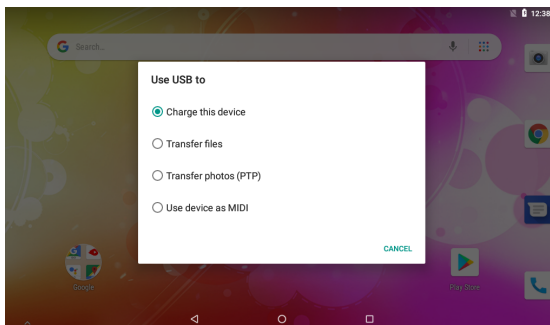 12:38
Search...
Use USB to
Charge this device
Transfer files
Transfer photos (PTP)
Use device as MIDI
CANCEL
Google
Play Store